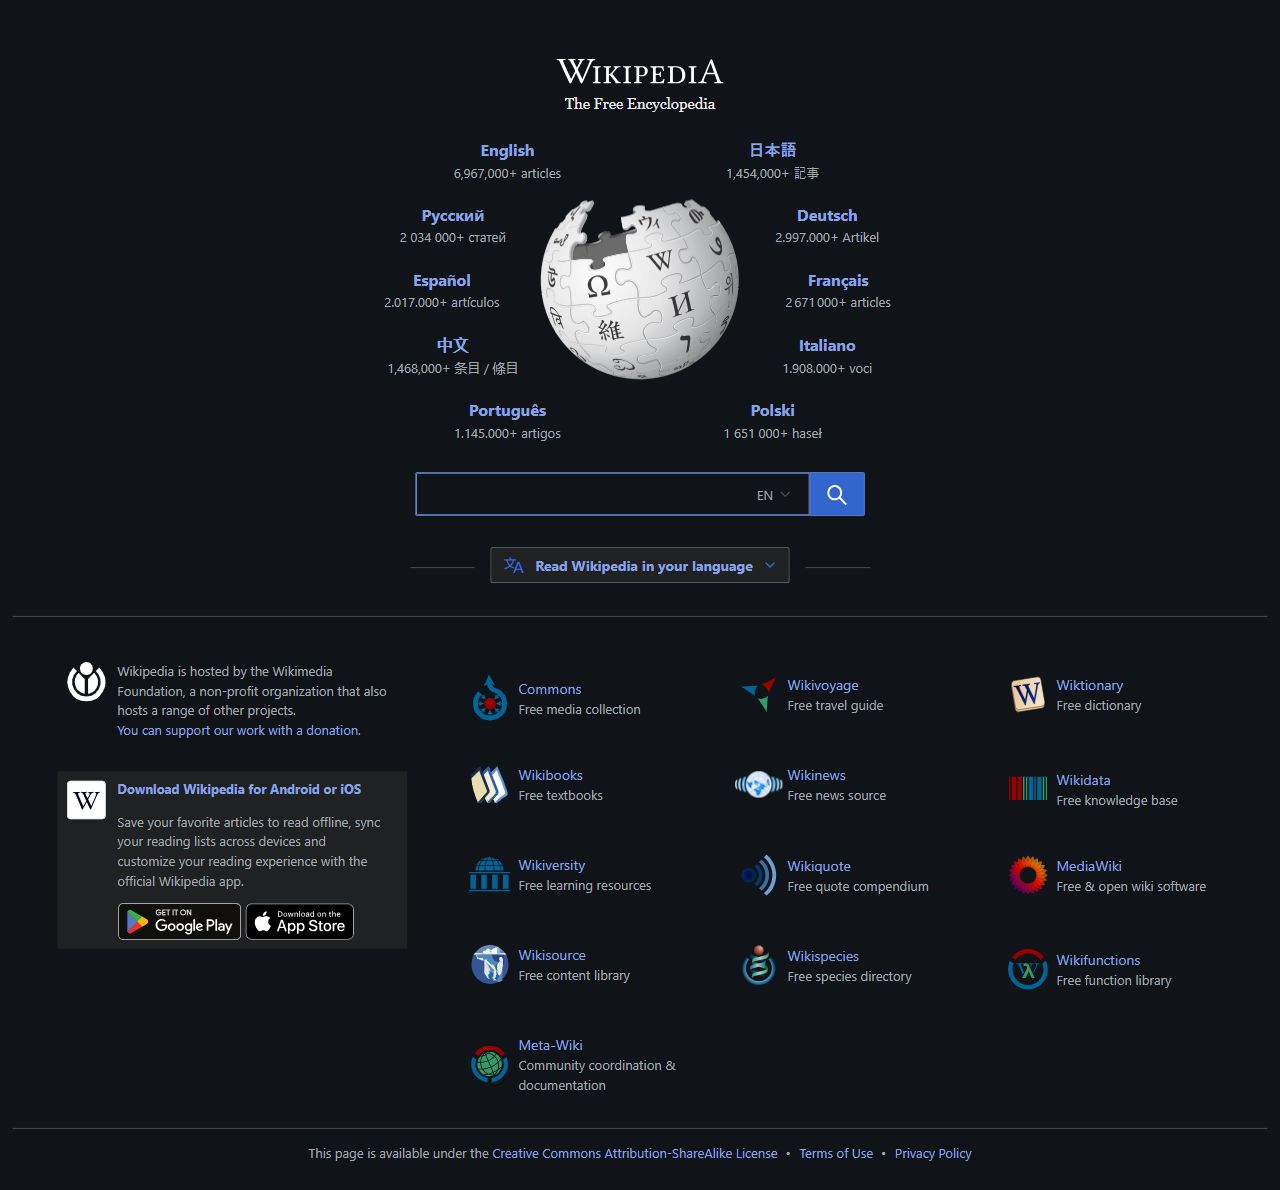 WIKIPEDIA
The Free Encyclopedia
English
6,967,000+ articles
日本語
1,454,000+ 記事
Русский
2 034 000+ статей
Deutsch
2.997.000+ Artikel
Español
2.017.000+ artículos
Français
2 671 000+ articles
中文
1,468,000+ 条目 / 條目
Italiano
1.908.000+ voci
Português
1.145.000+ artigos
Polski
1 651 000+ haseł
Ω
W
И
維
ウィ
EN
Read Wikipedia in your language
Wikipedia is hosted by the Wikimedia
Foundation, a non-profit organization that also
hosts a range of other projects.
You can support our work with a donation.
W
Download Wikipedia for Android or iOS
Save your favorite articles to read offline, sync
your reading lists across devices and
customize your reading experience with the
official Wikipedia app.
GET IT ON
Google Play
Download on the
App Store
Commons
Free media collection
Wikivoyage
Free travel guide
W
Wiktionary
Free dictionary
Wikibooks
Free textbooks
Wikinews
Free news source
Wikidata
Free knowledge base
Wikiversity
Free learning resources
Wikiquote
Free quote compendium
MediaWiki
Free & open wiki software
Wikisource
Free content library
Wikispecies
Free species directory
Wikifunctions
Free function library
Meta-Wiki
Community coordination &
documentation
This page is available under the Creative Commons Attribution-ShareAlike License • Terms of Use • Privacy Policy